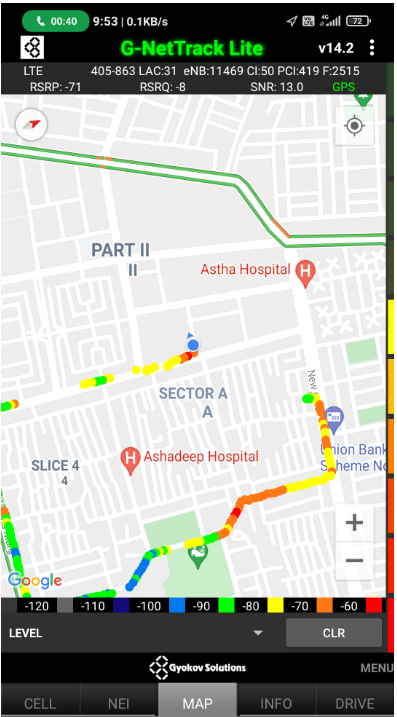 00:40 9:53 | 0.1KB/s 4G 72
G-NetTrack Lite v14.2
LTE 405-863 LAC:31 eNB:11469 CI:50 PCI:419 F:2515
RSRP: -71 RSRQ: -8 SNR: 13.0 GPS
PART II
II
Astha Hospital H
SECTOR A
A
New
Union Bank
Scheme No
H Ashadeep Hospital
SLICE 4
4
+
−
Google
-120 -110 -100 -90 -80 -70 -60
LEVEL CLR
Gyokov Solutions MENU
CELL NEI MAP INFO DRIVE